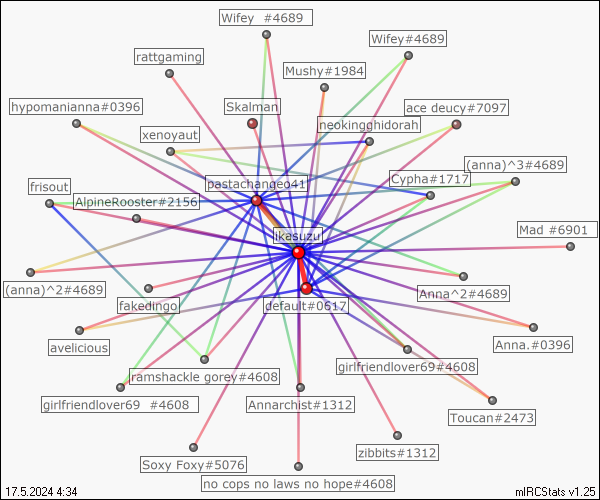 Wifey  #4689
Wifey#4689
rattgaming
Mushy#1984
hypomanianna#0396
Skalman
ace deucy#7097
neokingghidorah
xenoyaut
(anna)^3#4689
Cypha#1717
pastachangeo41
frisout
AlpineRooster#2156
Mad #6901
ikasuzu
(anna)^2#4689
Anna^2#4689
fakedingol
default#0617
avelicious
Anna.#0396
girlfriendlover69#4608
ramshackle gorey#4608
girlfriendlover69  #4608
Annarchist#1312
Toucan#2473
zibbits#1312
Soxy Foxy#5076
no cops no laws no hope#4608
17.5.2024 4:34
mIRCStats v1.25